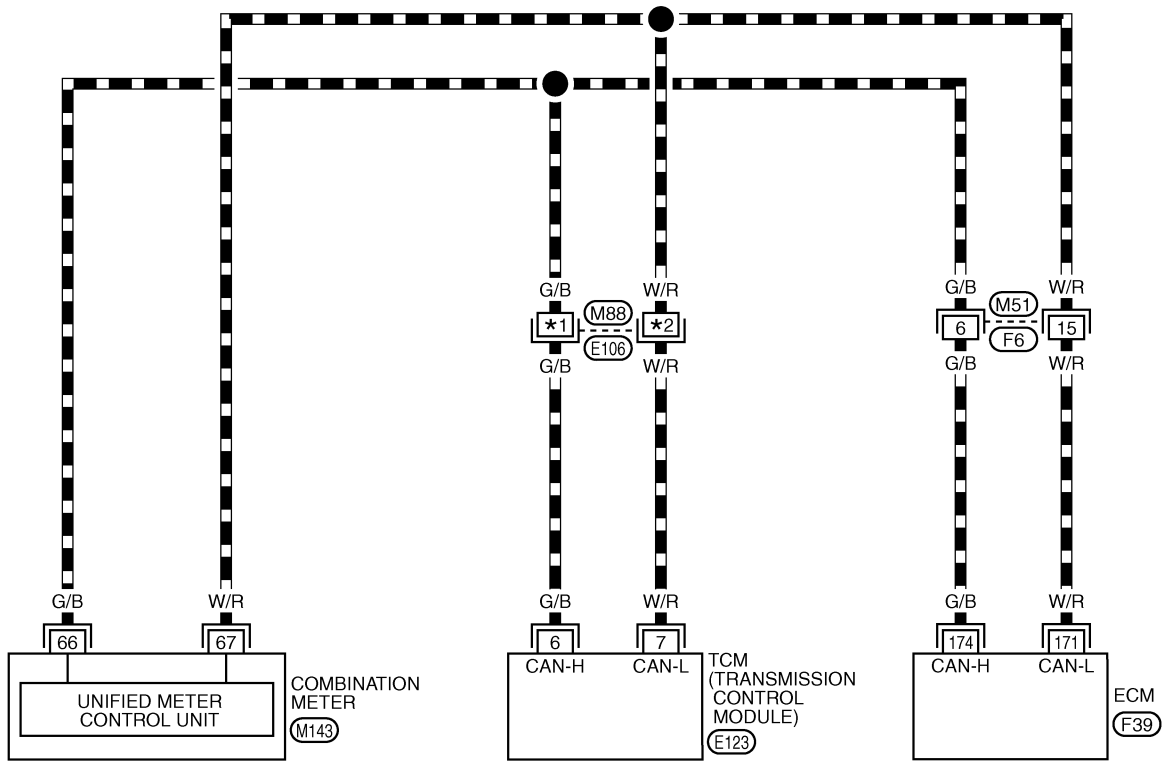 G/B W/R G/B W/R
*1 M88 *2 6 M51 15
E106 F6
G/B W/R G/B W/R
G/B W/R G/B W/R G/B W/R
66 67 6 7 174 171
CAN-H CAN-L CAN-H CAN-L
UNIFIED METER
CONTROL UNIT
COMBINATION
METER
M143
TCM
(TRANSMISSION
CONTROL
MODULE)
E123
ECM
F39